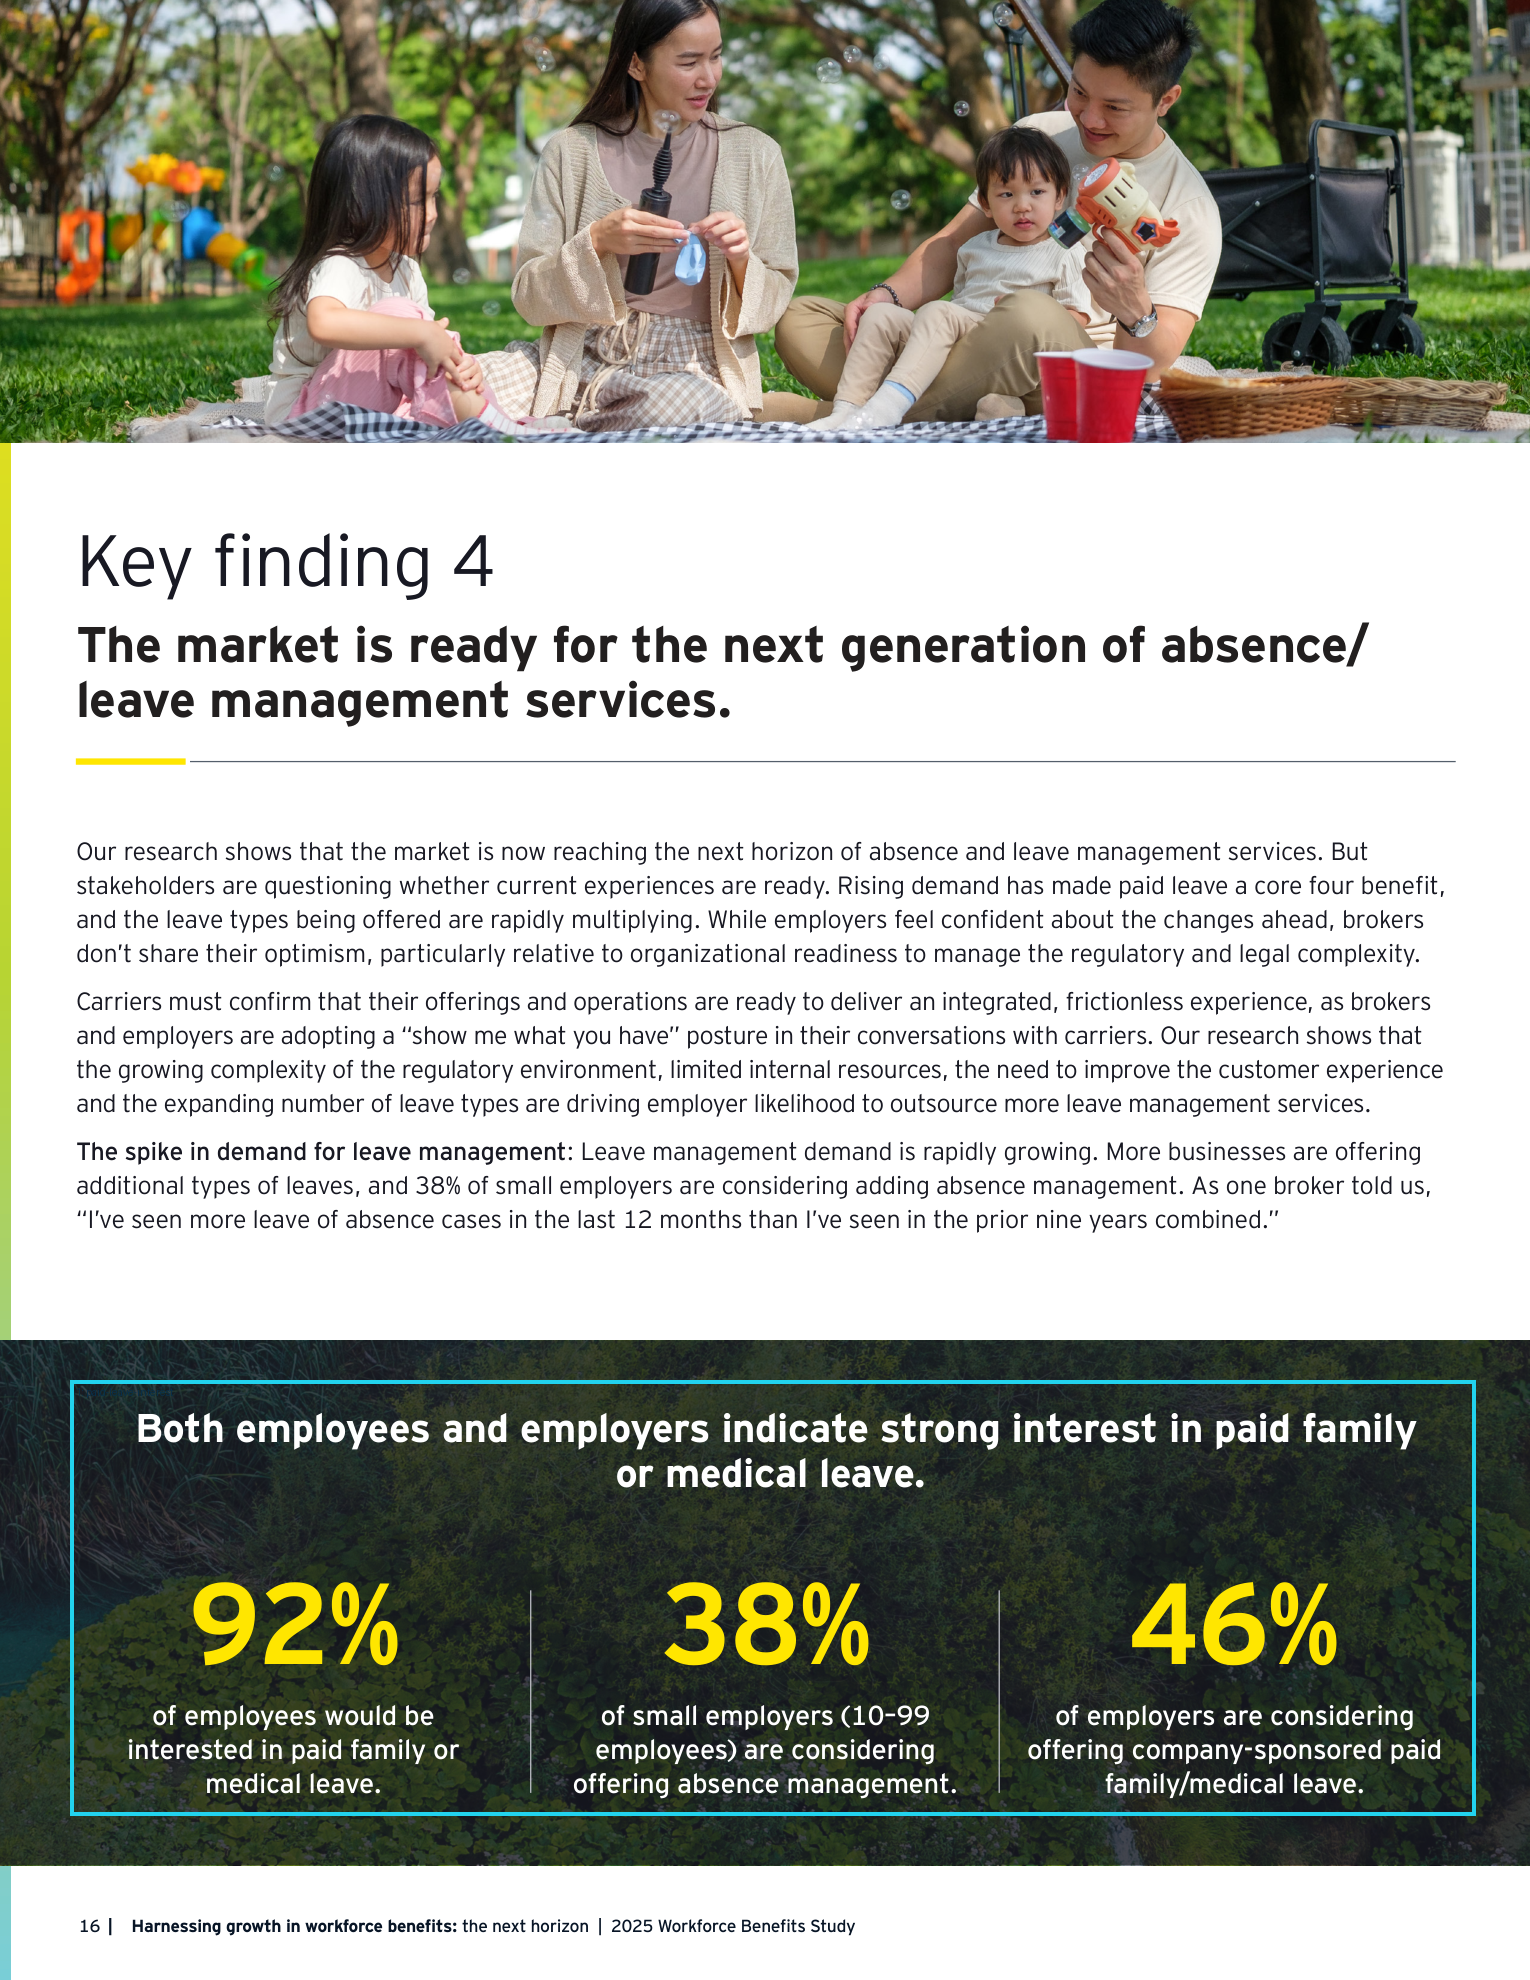 Key finding 4
The market is ready for the next generation of absence/
leave management services.
Our research shows that the market is now reaching the next horizon of absence and leave management services. But
stakeholders are questioning whether current experiences are ready. Rising demand has made paid leave a core four benefit,
and the leave types being offered are rapidly multiplying. While employers feel confident about the changes ahead, brokers
don’t share their optimism, particularly relative to organizational readiness to manage the regulatory and legal complexity.
Carriers must confirm that their offerings and operations are ready to deliver an integrated, frictionless experience, as brokers
and employers are adopting a “show me what you have” posture in their conversations with carriers. Our research shows that
the growing complexity of the regulatory environment, limited internal resources, the need to improve the customer experience
and the expanding number of leave types are driving employer likelihood to outsource more leave management services.
The spike in demand for leave management: Leave management demand is rapidly growing. More businesses are offering
additional types of leaves, and 38% of small employers are considering adding absence management. As one broker told us,
“I’ve seen more leave of absence cases in the last 12 months than I’ve seen in the prior nine years combined.”
Both employees and employers indicate strong interest in paid family
or medical leave.
92%
of employees would be
interested in paid family or
medical leave.
38%
of small employers (10–99
employees) are considering
offering absence management.
46%
of employers are considering
offering company-sponsored paid
family/medical leave.
16 | Harnessing growth in workforce benefits: the next horizon | 2025 Workforce Benefits Study